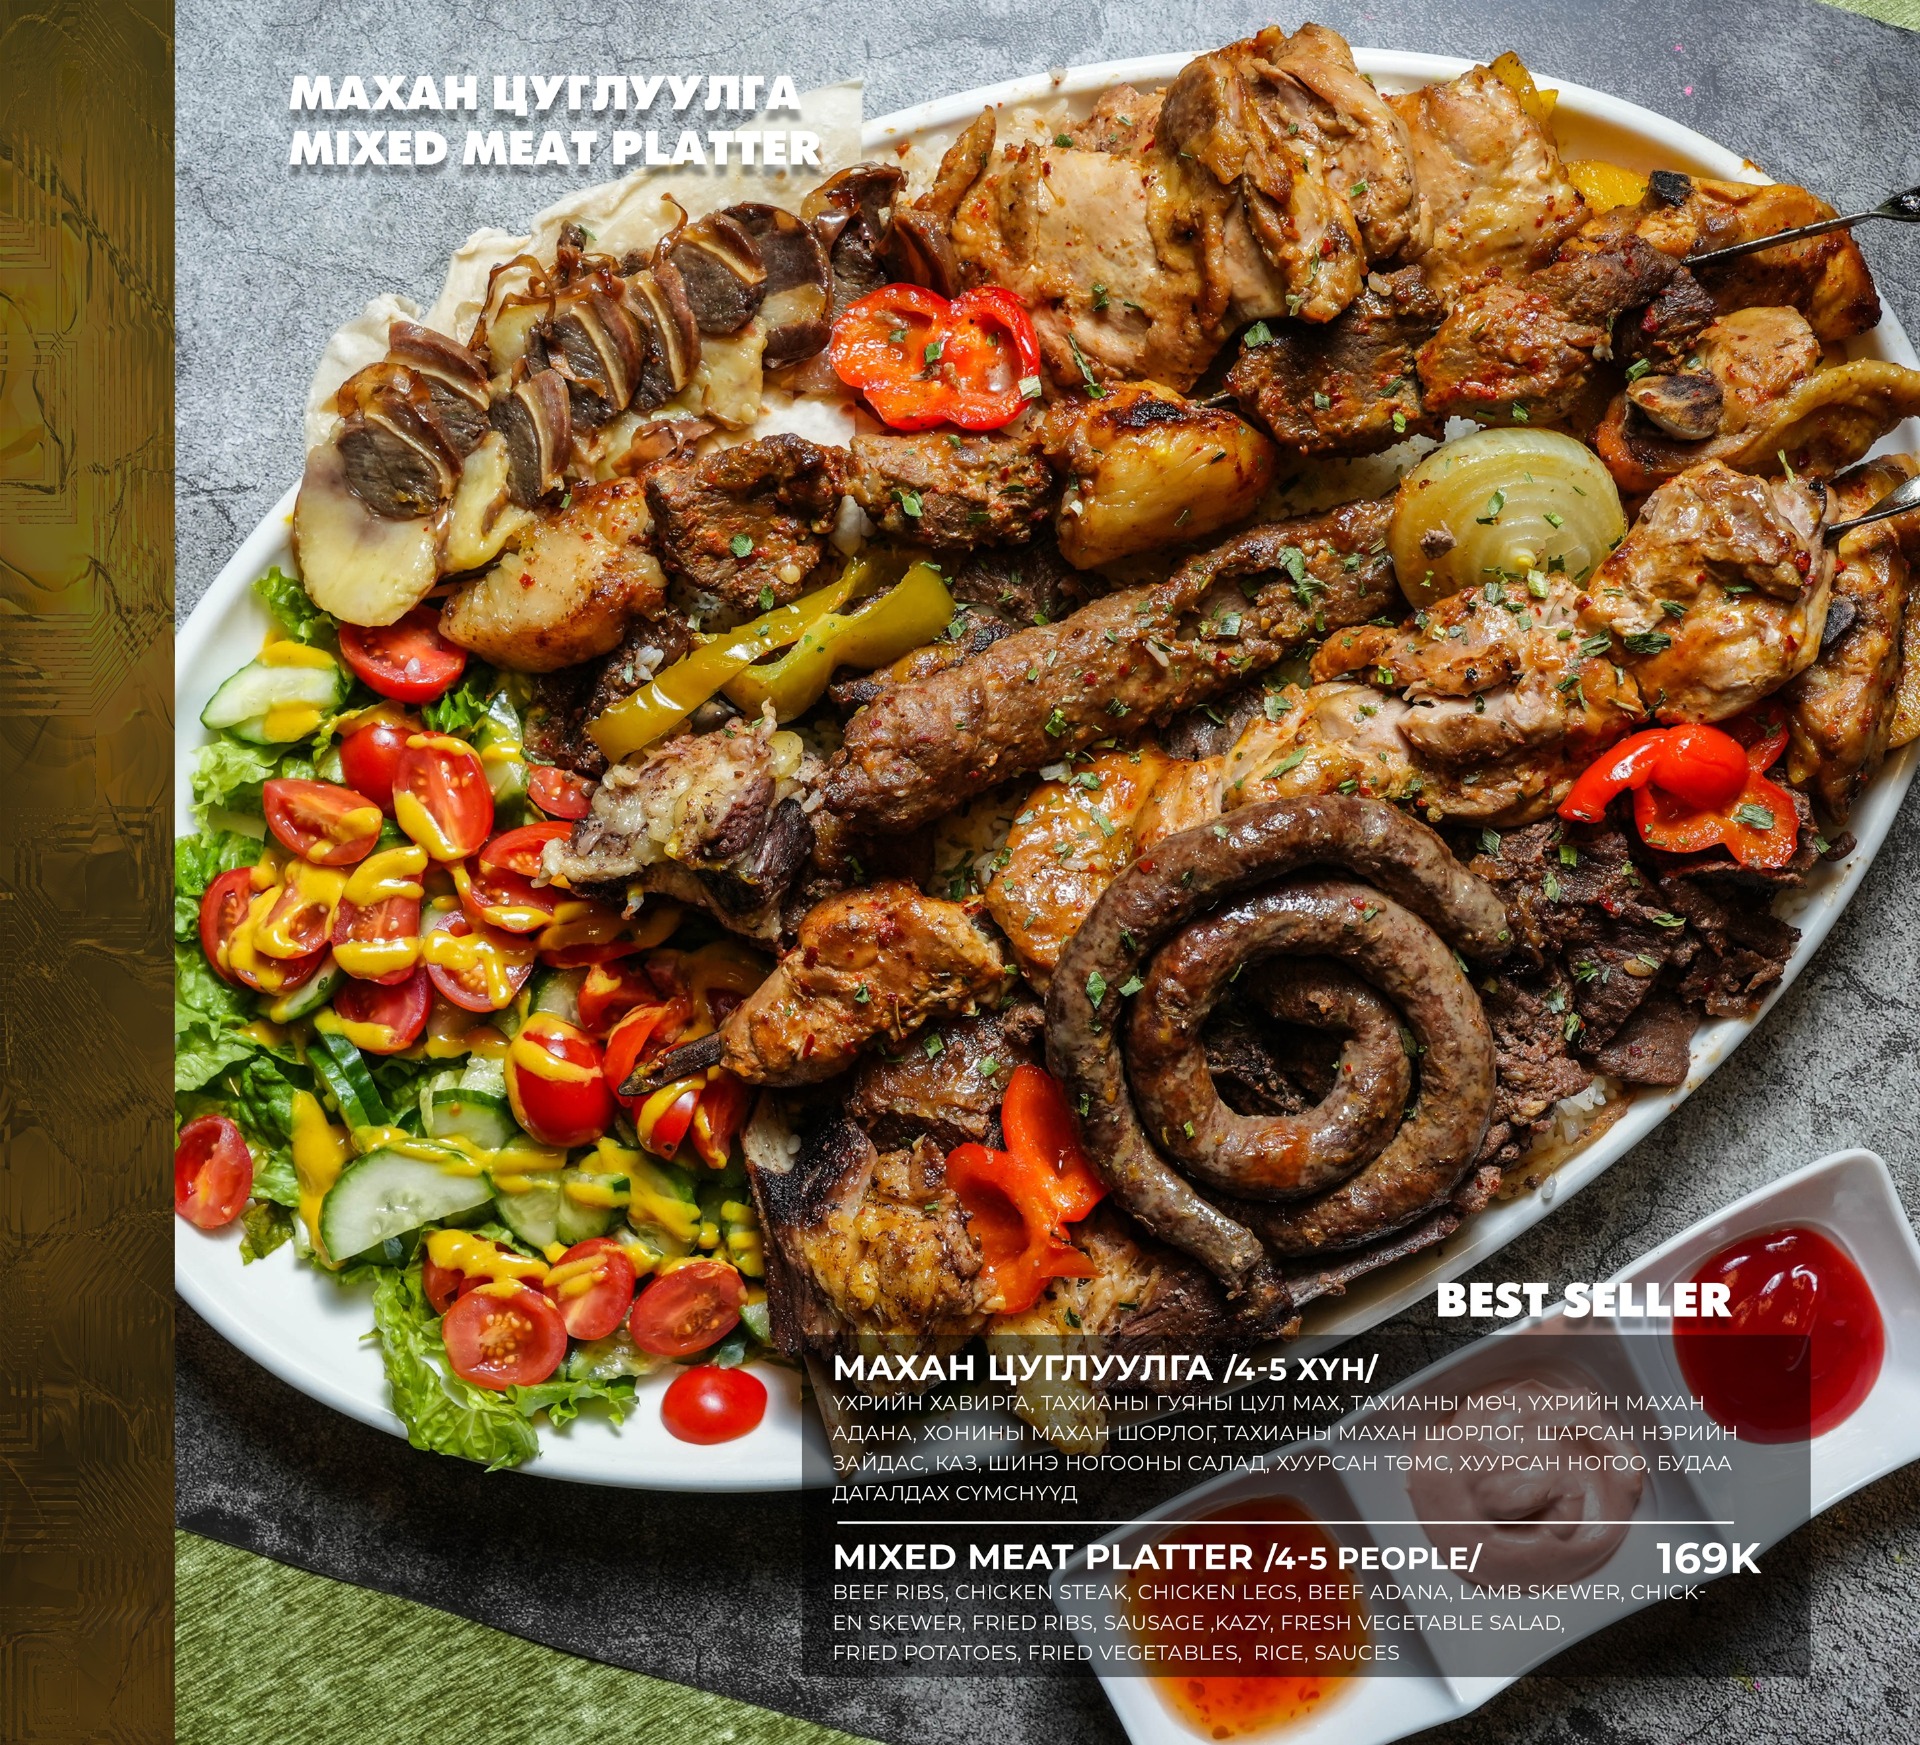 МАХАН ЦУГЛУУЛГА
MIXED MEAT PLATTER
BEST SELLER
МАХАН ЦУГЛУУЛГА /4-5 ХҮН/
ҮХРИЙН ХАВИРГА, ТАХИАНЫ ГУЯНЫ ЦУЛ МАХ, ТАХИАНЫ МӨЧ, ҮХРИЙН МАХАН
АДАНА, ХОНИНЫ МАХАН ШОРЛОГ, ТАХИАНЫ МАХАН ШОРЛОГ, ШАРСАН НЭРИЙН
ЗАЙДАС, КАЗ, ШИНЭ НОГООНЫ САЛАД, ХУУРСАН ТӨМС, ХУУРСАН НОГОО, БУДАА
ДАГАЛДАХ СҮМСНҮҮД
MIXED MEAT PLATTER /4-5 PEOPLE/ 169K
BEEF RIBS, CHICKEN STEAK, CHICKEN LEGS, BEEF ADANA, LAMB SKEWER, CHICK-
EN SKEWER, FRIED RIBS, SAUSAGE ,KAZY, FRESH VEGETABLE SALAD,
FRIED POTATOES, FRIED VEGETABLES, RICE, SAUCES